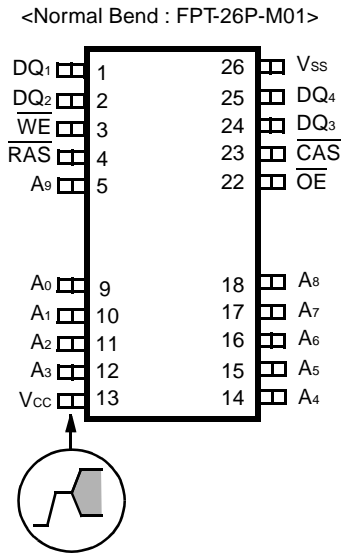 <Normal Bend : FPT-26P-M01>
DQ1 1 26 VSS
DQ2 2 25 DQ4
WE 3 24 DQ3
RAS 4 23 CAS
A9 5 22 OE
A0 9 18 A8
A1 10 17 A7
A2 11 16 A6
A3 12 15 A5
VCC 13 14 A4